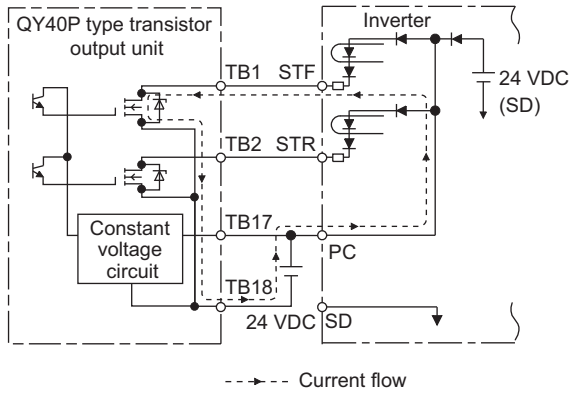 QY40P type transistor
output unit
Inverter
TB1 STF
24 VDC
(SD)
TB2 STR
TB17
Constant
voltage
circuit
PC
TB18
24 VDC
SD
Current flow